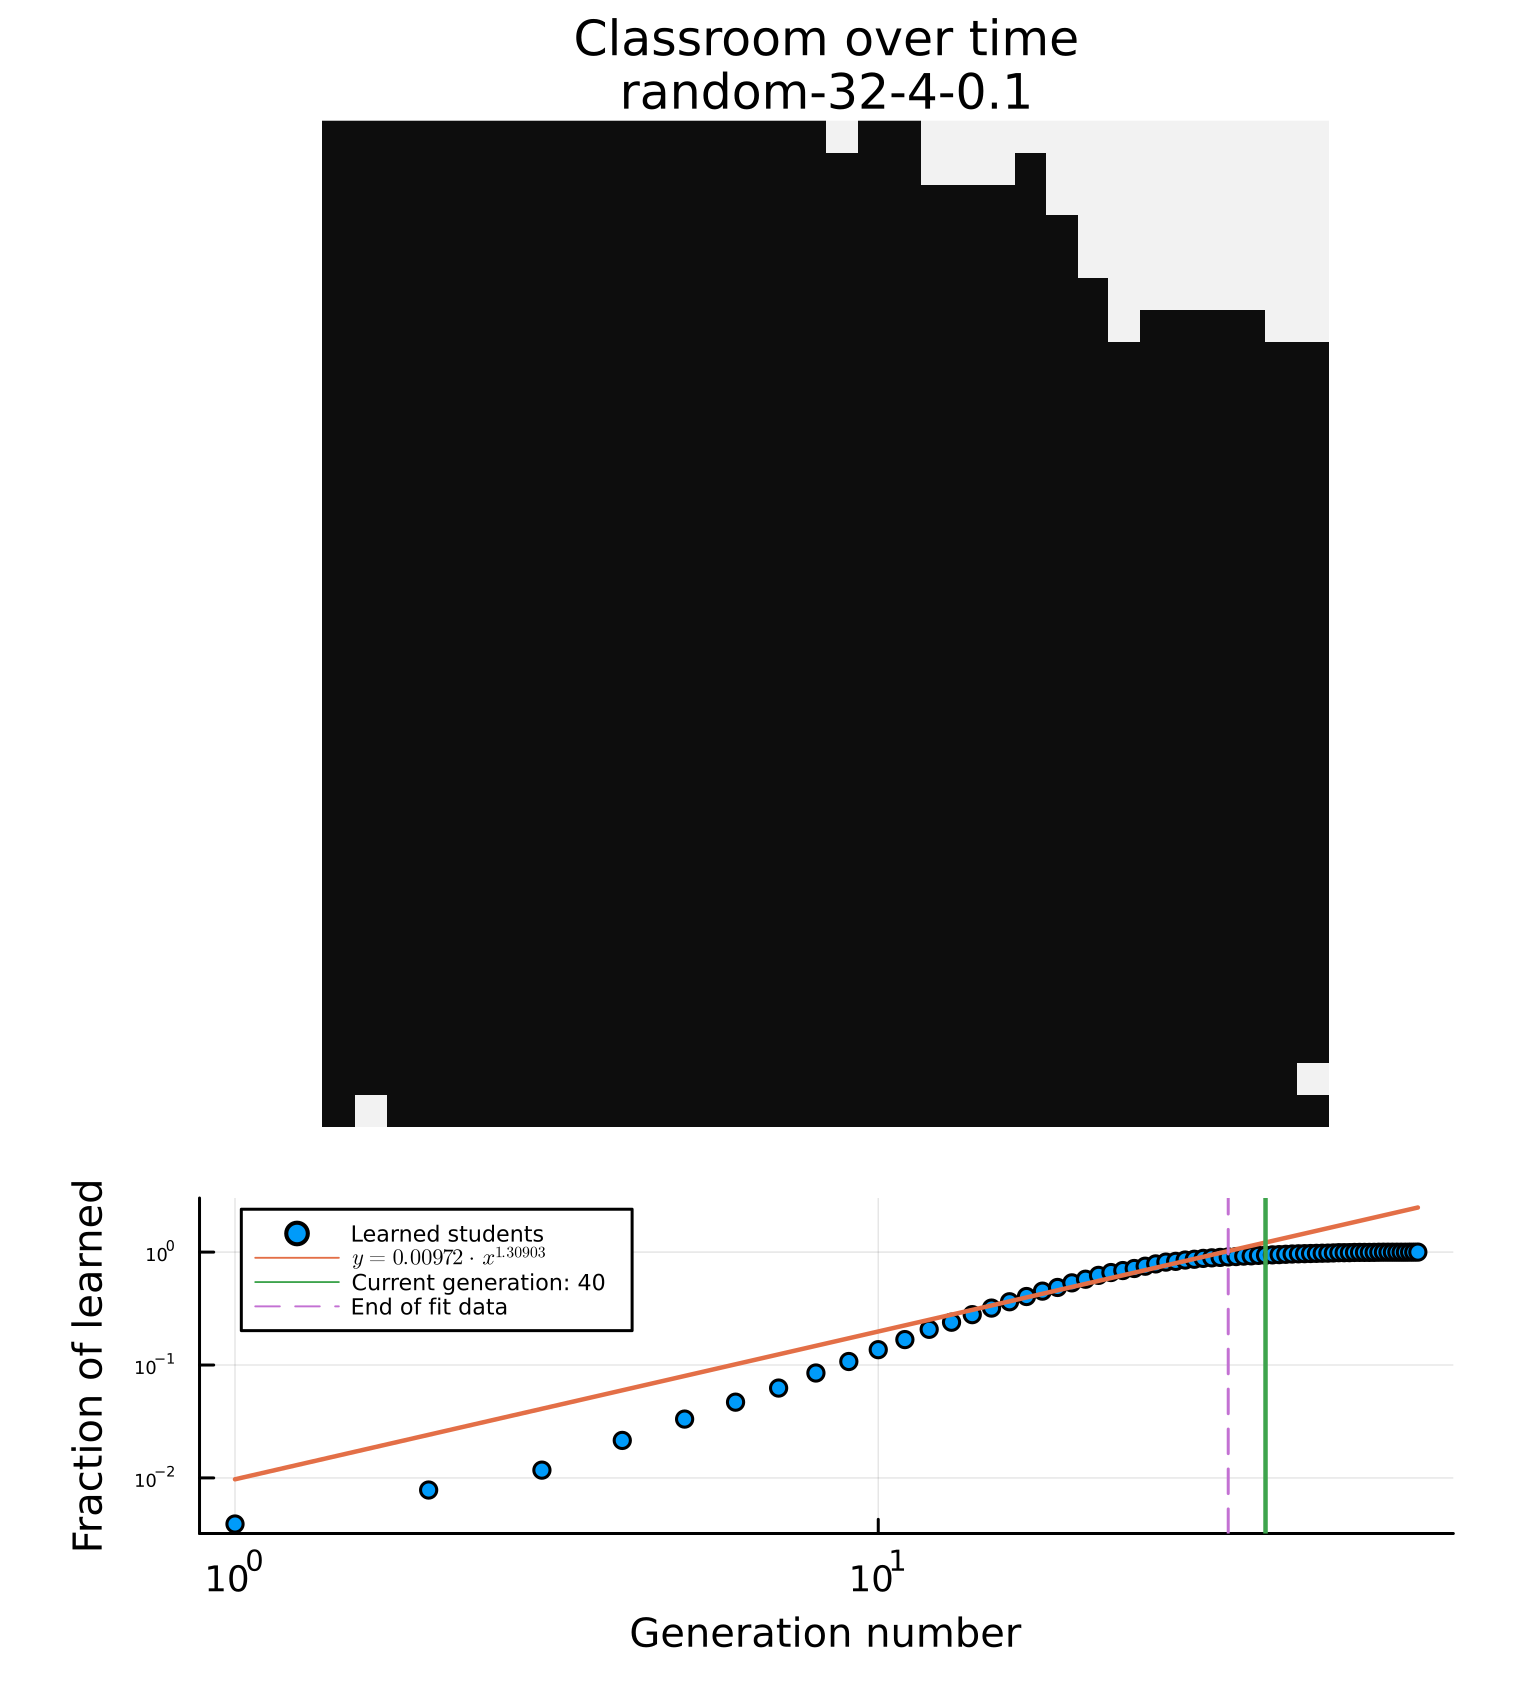 Classroom over time
random-32-4-0.1
Fraction of learned
10^0
10^-1
10^-2
Learned students
y = 0.00972 · x^1.30903
Current generation: 40
End of fit data
10^0
10^1
Generation number